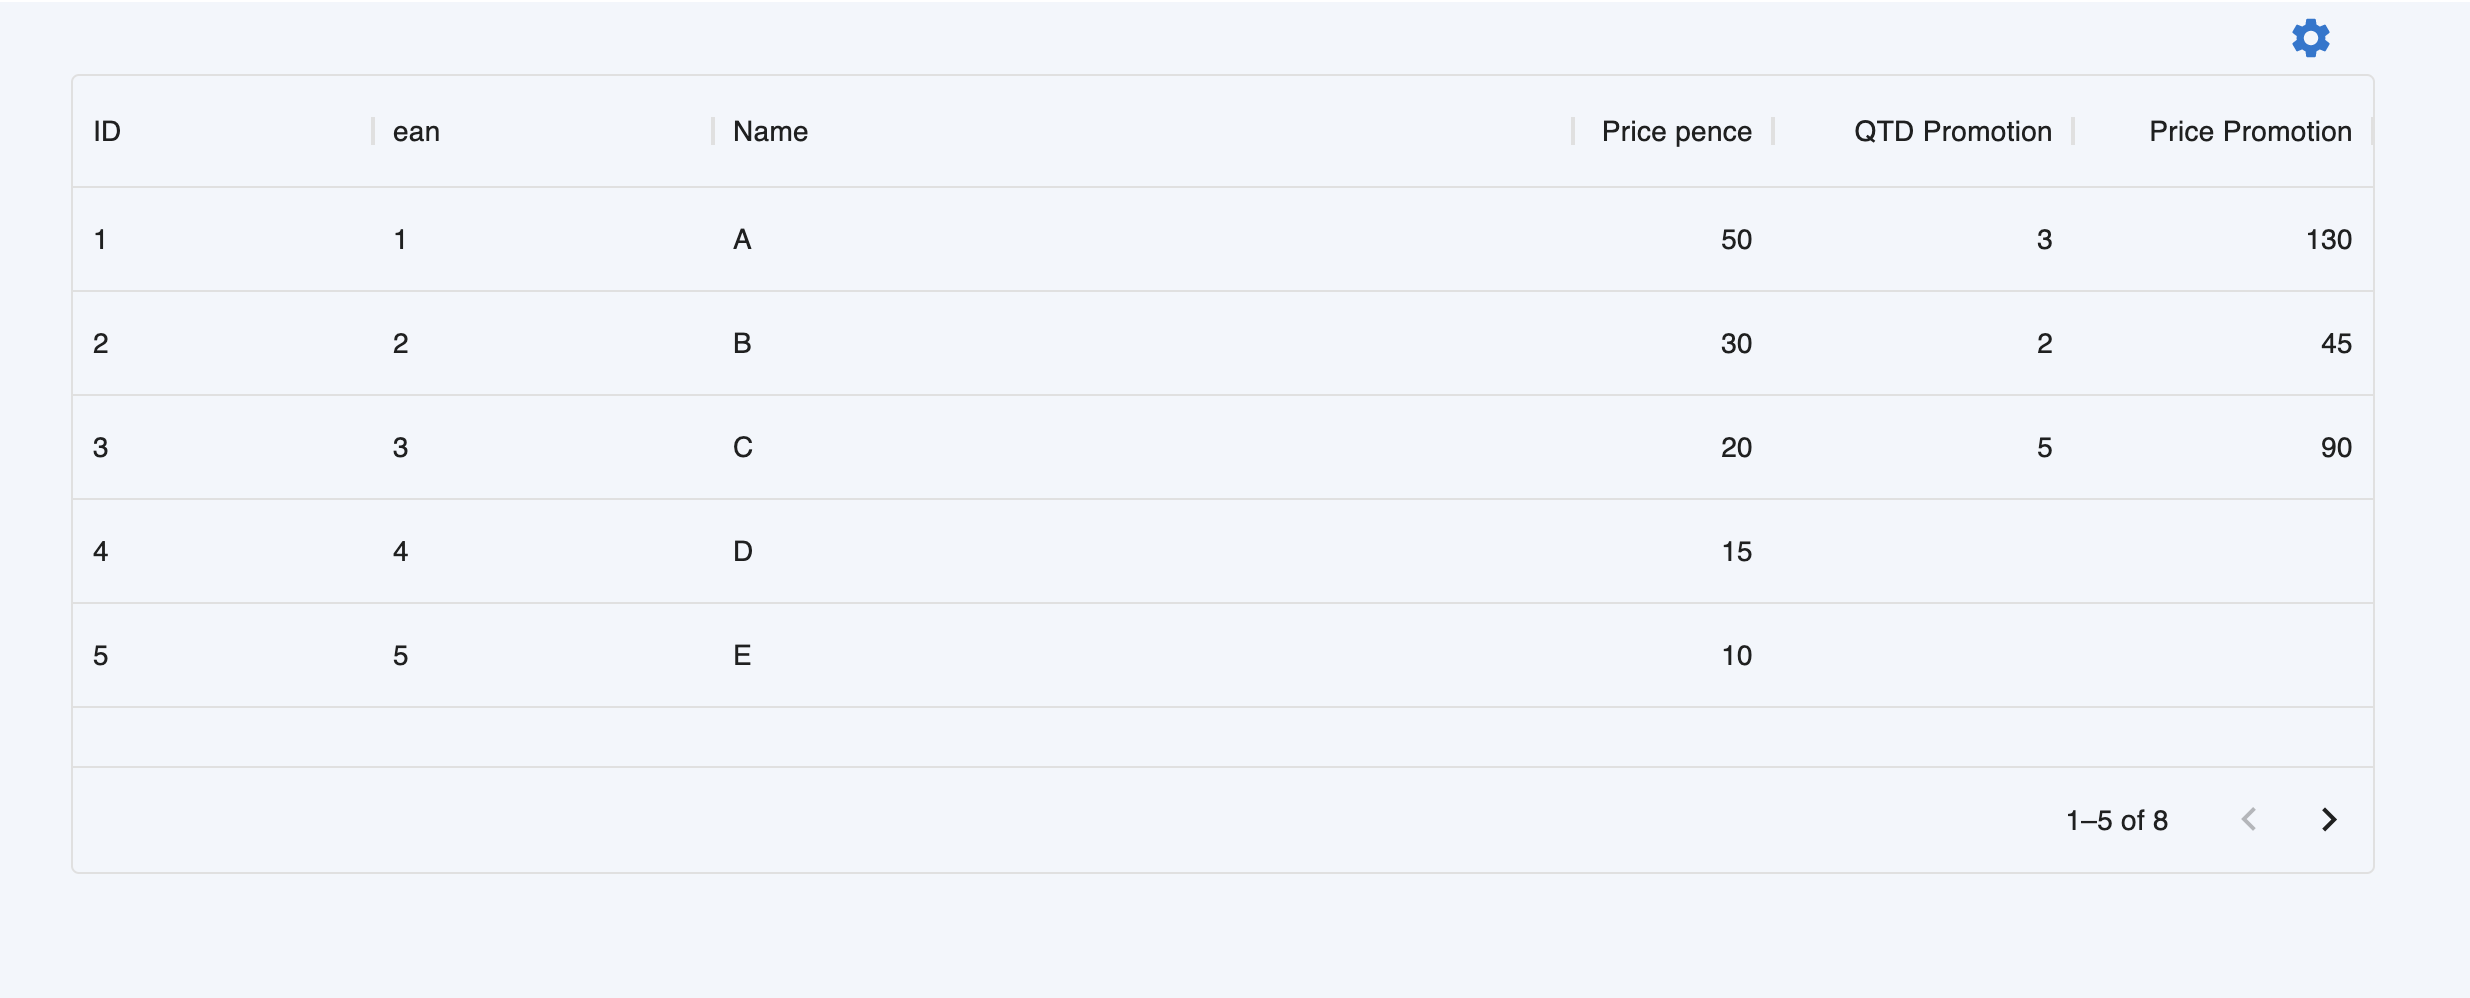 ID ean Name Price pence QTD Promotion Price Promotion
1 1 A 50 3 130
2 2 B 30 2 45
3 3 C 20 5 90
4 4 D 15
5 5 E 10
1–5 of 8